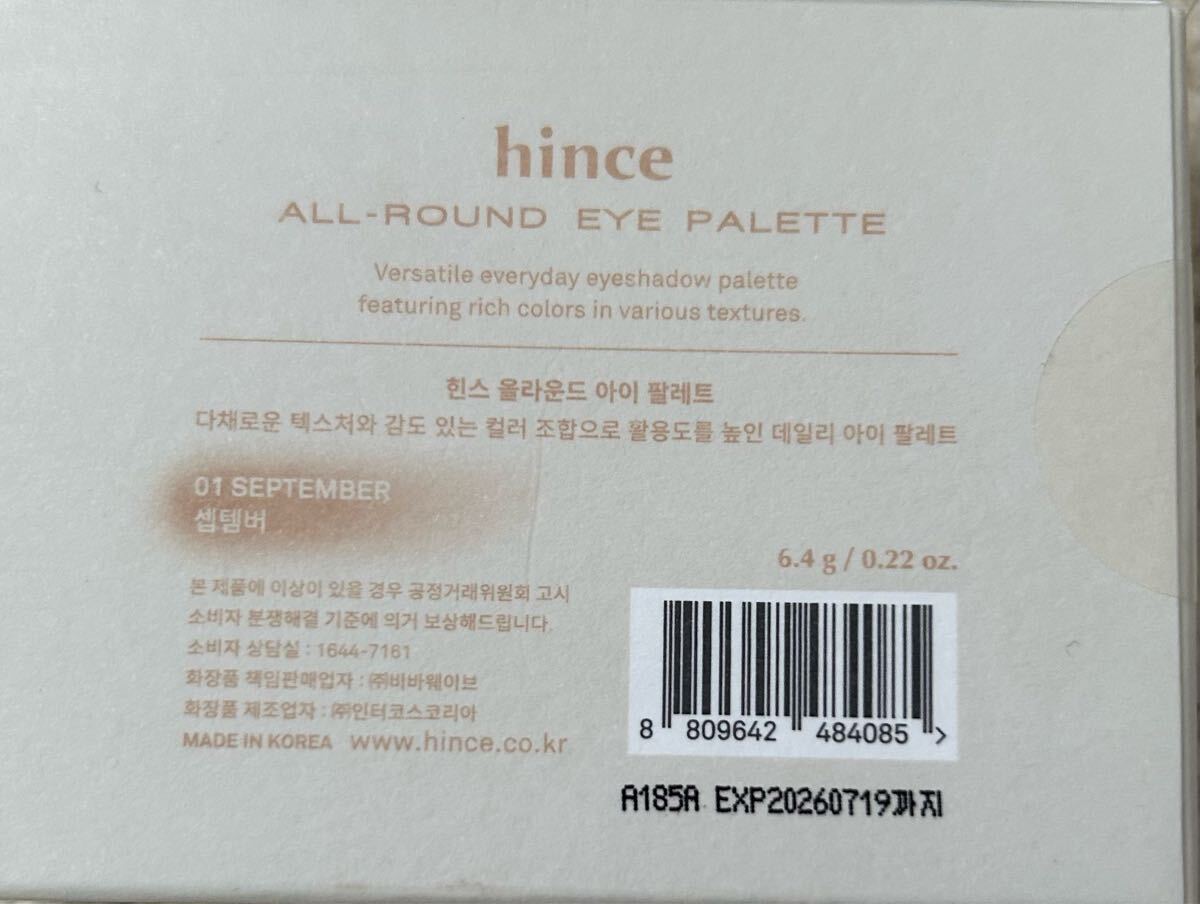 hince
ALL-ROUND EYE PALETTE
Versatile everyday eyeshadow palette
featuring rich colors in various textures.
힌스 올라운드 아이 팔레트
다채로운 텍스처와 감도 있는 컬러 조합으로 활용도를 높인 데일리 아이 팔레트
01 SEPTEMBER
셉템버
6.4 g / 0.22 oz.
본 제품에 이상이 있을 경우 공정거래위원회 고시
소비자 분쟁해결 기준에 의거 보상해드립니다.
소비자 상담실 : 1644-7161
화장품 책임판매업자 : ㈜비바웨이브
화장품 제조업자 : ㈜인터코스코리아
MADE IN KOREA www.hince.co.kr
8 809642 484085 >
A185A EXP20260719까지